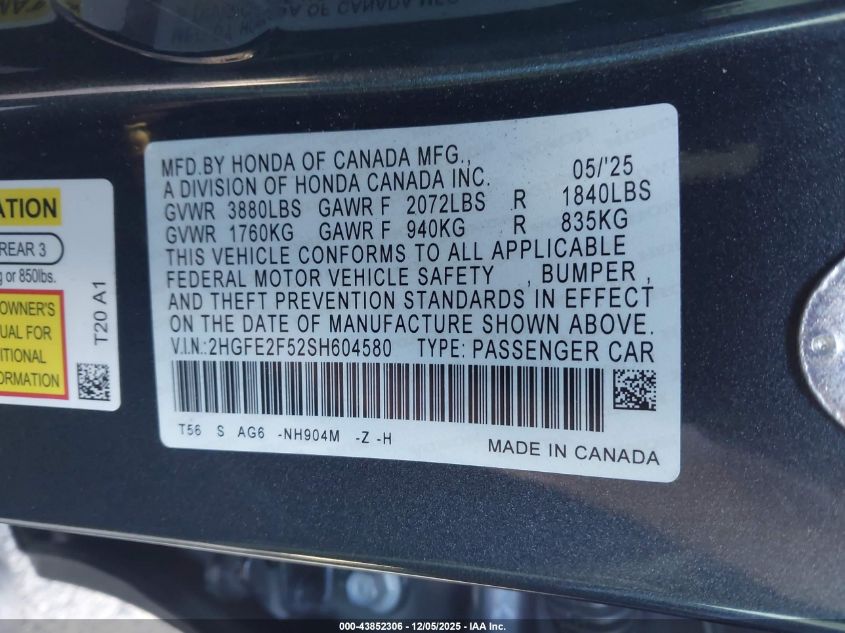 MFD.BY HONDA OF CANADA MFG., 05/'25
A DIVISION OF HONDA CANADA INC.
GVWR 3880LBS GAWR F 2072LBS R 1840LBS
GVWR 1760KG GAWR F 940KG R 835KG
THIS VEHICLE CONFORMS TO ALL APPLICABLE
FEDERAL MOTOR VEHICLE SAFETY , BUMPER ,
AND THEFT PREVENTION STANDARDS IN EFFECT
ON THE DATE OF MANUFACTURE SHOWN ABOVE.
V.I.N.:2HGFE2F52SH604580 TYPE: PASSENGER CAR
T56 S AG6 -NH904M -Z -H
MADE IN CANADA
REAR 3
or 850lbs.
OWNER'S
FOR
T20 A1
000-43852306 - 12/05/2025 - IAA Inc.